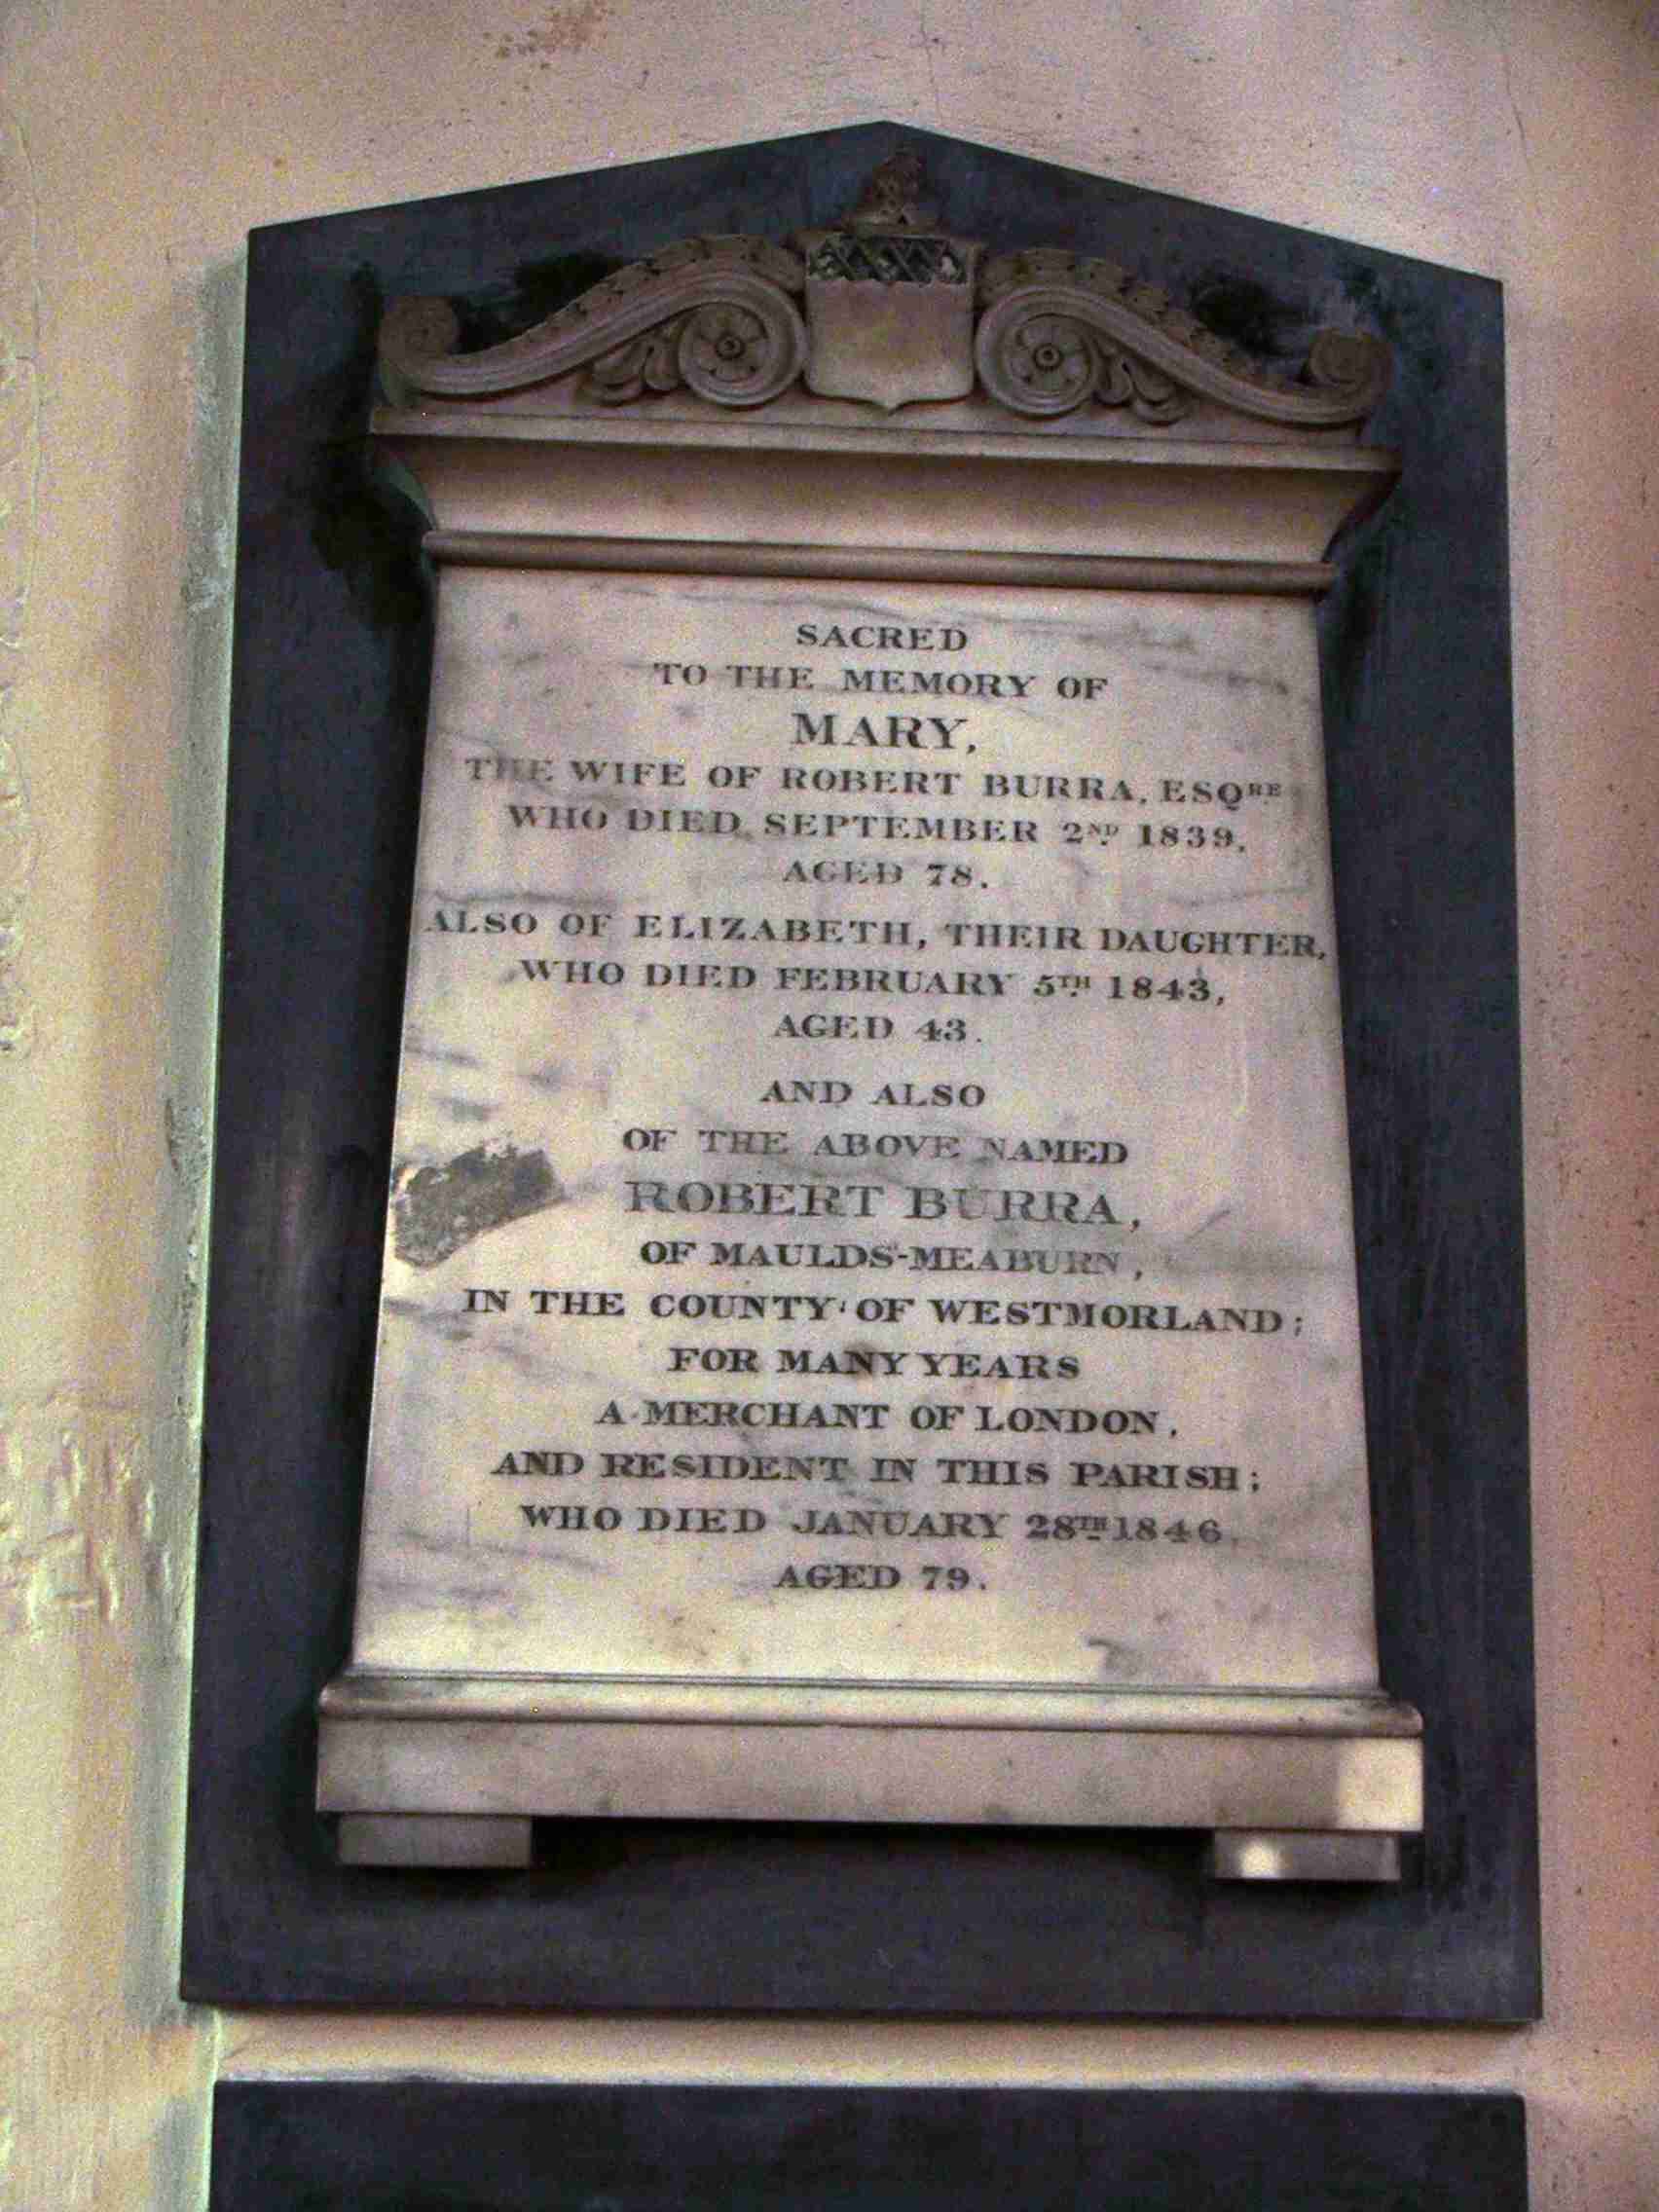 SACRED
TO THE MEMORY OF
MARY,
THE WIFE OF ROBERT BURRA, ESQRE
WHO DIED SEPTEMBER 2ND 1839,
AGED 78.
ALSO OF ELIZABETH, THEIR DAUGHTER,
WHO DIED FEBRUARY 5TH 1843,
AGED 43.
AND ALSO
OF THE ABOVE NAMED
ROBERT BURRA,
OF MAULDS-MEABURN,
IN THE COUNTY OF WESTMORLAND;
FOR MANY YEARS
A MERCHANT OF LONDON,
AND RESIDENT IN THIS PARISH;
WHO DIED JANUARY 28TH 1846,
AGED 79.